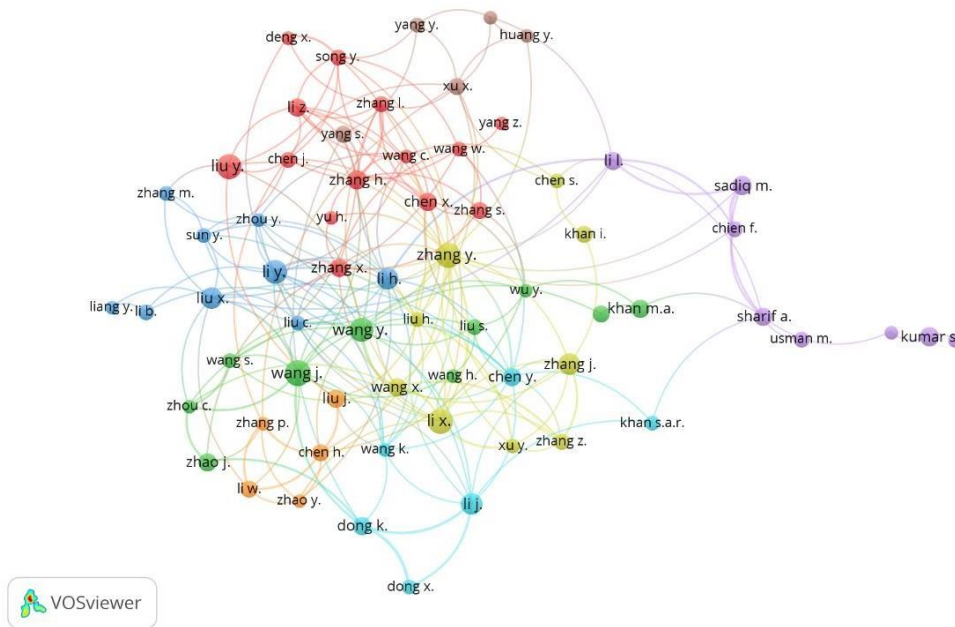 yang y.
huang y.
deng x.
song y.
xu x.
li z.
zhang l.
yang s.
yang z.
chen j.
wang c.
wang w.
liu y.
li l.
zhang h.
chen s.
sadiq m.
zhang m.
chen x.
zhang s.
yu h.
zhou y.
chien f.
sun y.
khan i.
zhang y.
li y.
zhang x.
li h.
wu y.
liang y.
li b.
liu x.
khan m.a.
liu c.
wang y.
liu h.
liu s.
sharif a.
usman m.
kumar s.
wang s.
wang j.
wang x.
wang h.
chen y.
zhang j.
zhou c.
liu j.
zhang p.
li x.
khan s.a.r.
chen h.
wang k.
xu y.
zhang z.
zhao j.
li w.
zhao y.
li j.
dong k.
dong x.
VOSviewer